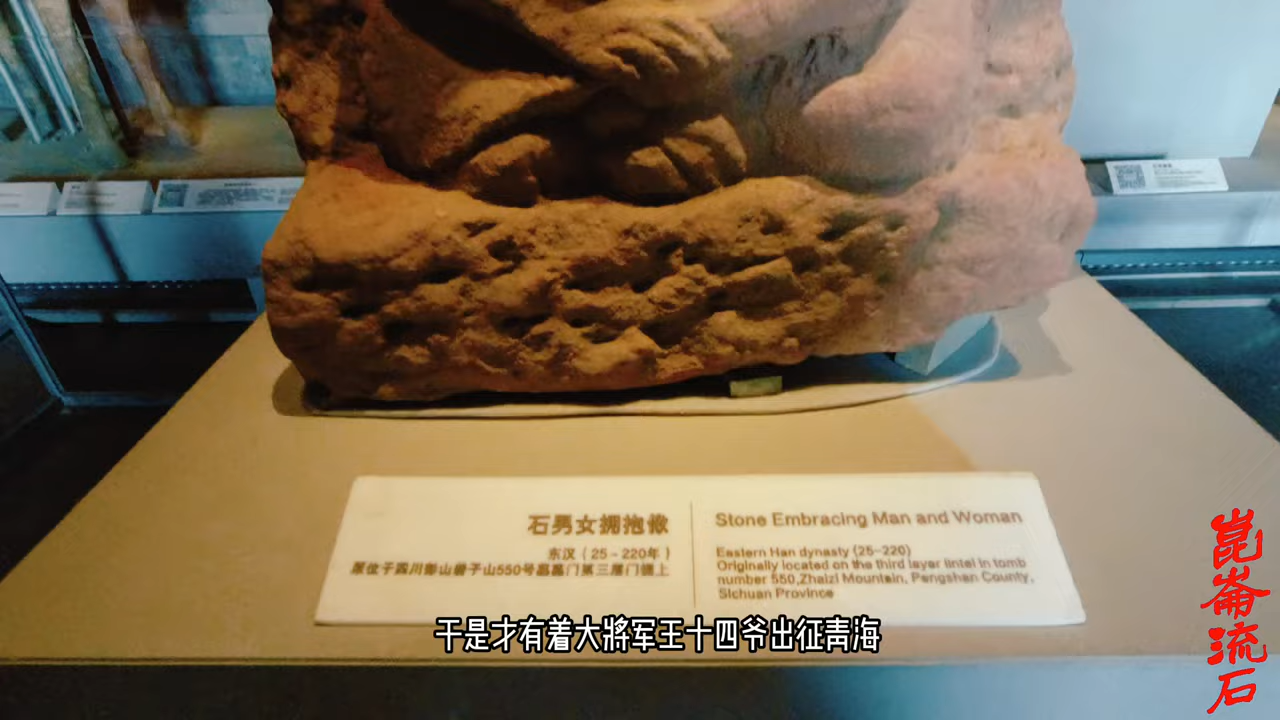 石男女拥抱像
东汉（25-220年）
原位于四川彭山寨子山550号崖墓门第三层门楣上
Stone Embracing Man and Woman
Eastern Han dynasty (25-220)
Originally located on the third layer lintel in tomb
number 550,Zhaizi Mountain, Pengshan County,
Sichuan Province
于是才有着大將军王十四爷出征青海
崑崙流石